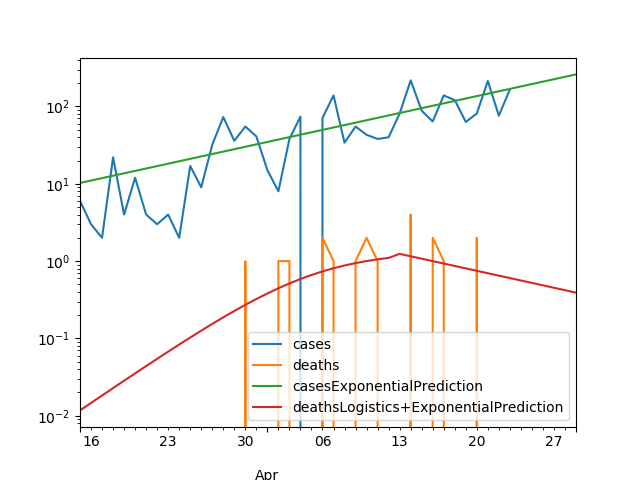 10²
10¹
10⁰
10⁻¹
10⁻²
cases
deaths
casesExponentialPrediction
deathsLogistics+ExponentialPrediction
16 23 30 06 13 20 27
Apr